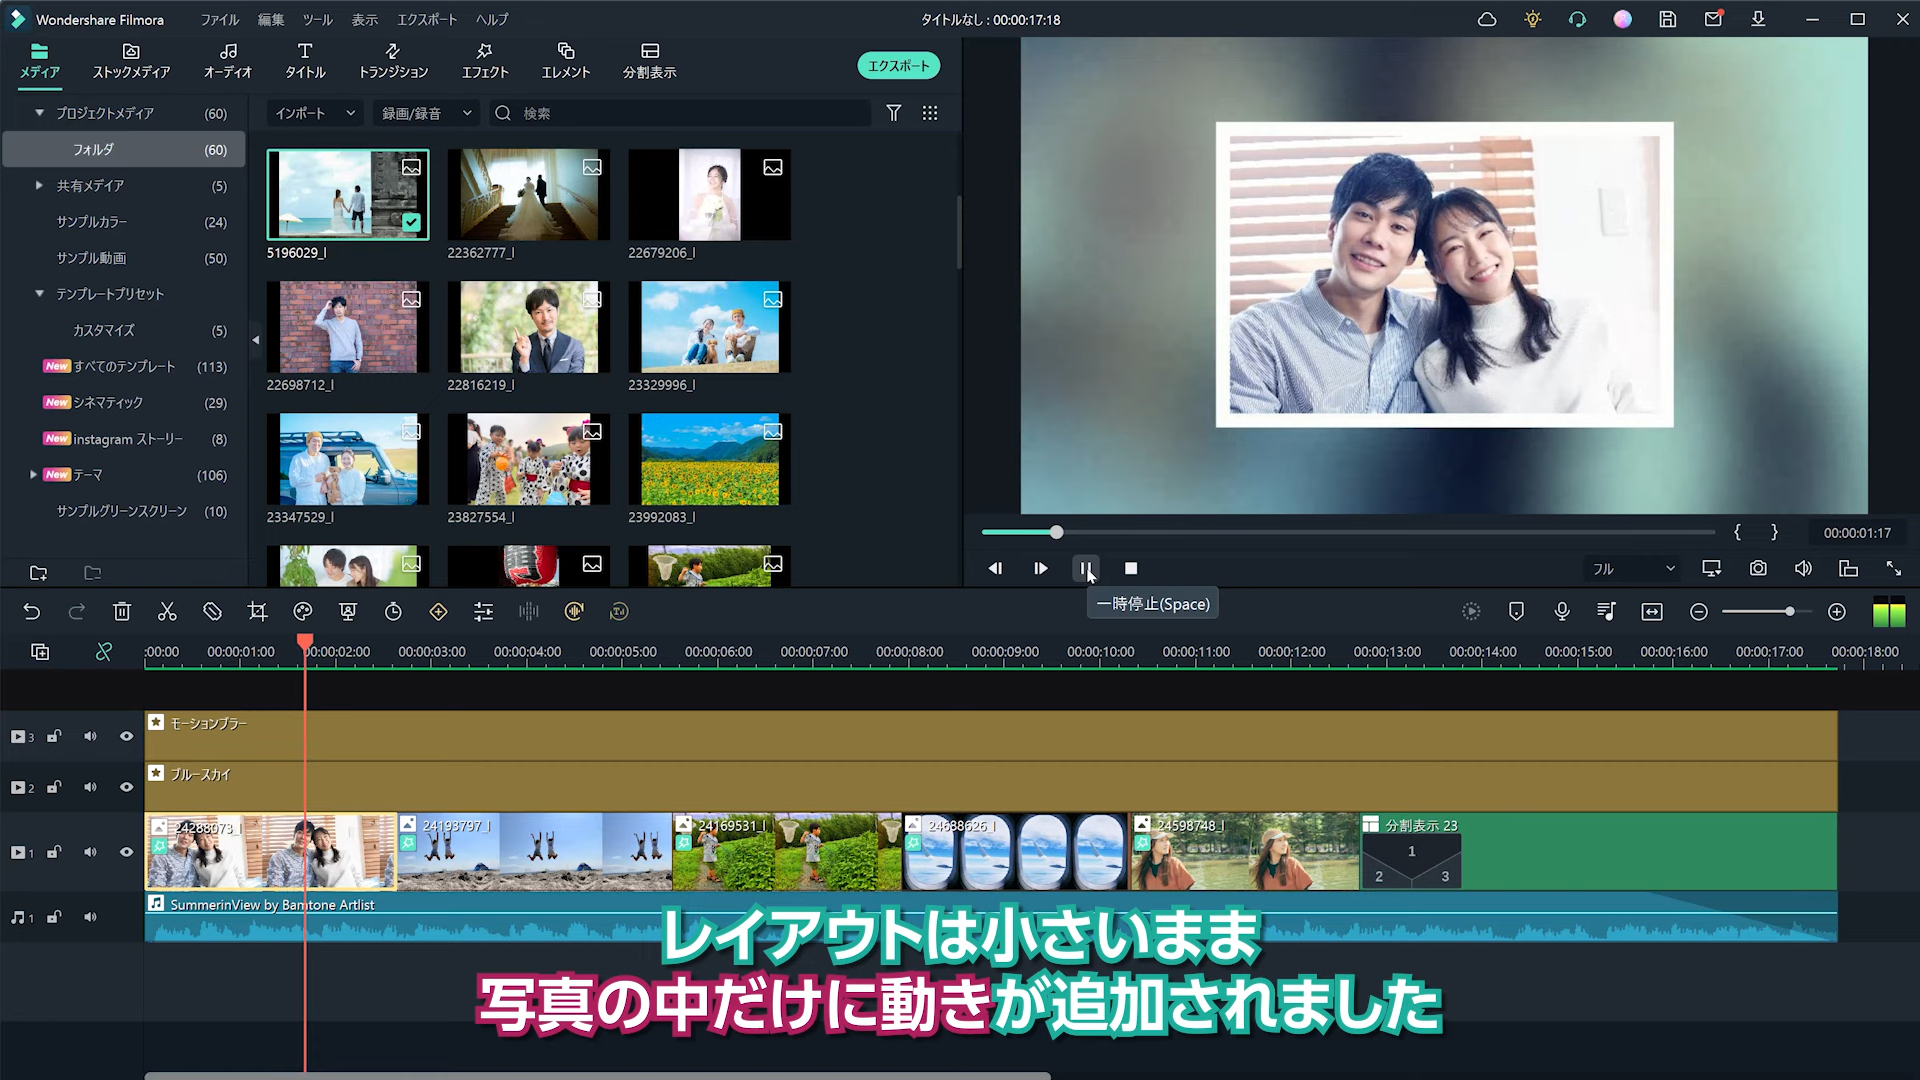 Wondershare Filmora
ファイル 編集 ツール 表示 エクスポート ヘルプ
タイトルなし : 00:00:17:18
メディア ストックメディア オーディオ タイトル トランジション エフェクト エレメント 分割表示
エクスポート
プロジェクトメディア (60)
フォルダ (60)
共有メデイア (5)
サンプルカラー (24)
サンプル動画 (50)
テンプレートプリセット
カスタマイズ (5)
New すべてのテンプレート (113)
New シネマティック (29)
New instagram ストーリー (8)
New テーマ (106)
サンプルグリーンスクリーン (10)
インポート 録画/録音 検索
5196029_l 22362777_l 22679206_l
22698712_l 22816219_l 23329996_l
23347529_l 23827554_l 23992083_l
00:00:01:17
フル
一時停止(Space)
:00:00 00:00:01:00 00:00:02:00 00:00:03:00 00:00:04:00 00:00:05:00 00:00:06:00 00:00:07:00 00:00:08:00 00:00:09:00 00:00:10:00 00:00:11:00 00:00:12:00 00:00:13:00 00:00:14:00 00:00:15:00 00:00:16:00 00:00:17:00 00:00:18:00
3 モーションブラー
2 ブルースカイ
1 24288073_l 24193797_l 24169531_l 24688626_l 24598748_l 分割表示 23
1
2 3
1 SummerinView by Bamtone Artlist
レイアウトは小さいまま
写真の中だけに動きが追加されました